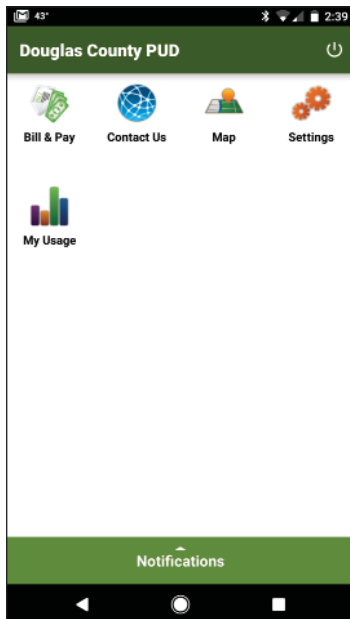 43° 2:39
Douglas County PUD
Bill & Pay Contact Us Map Settings
My Usage
Notifications